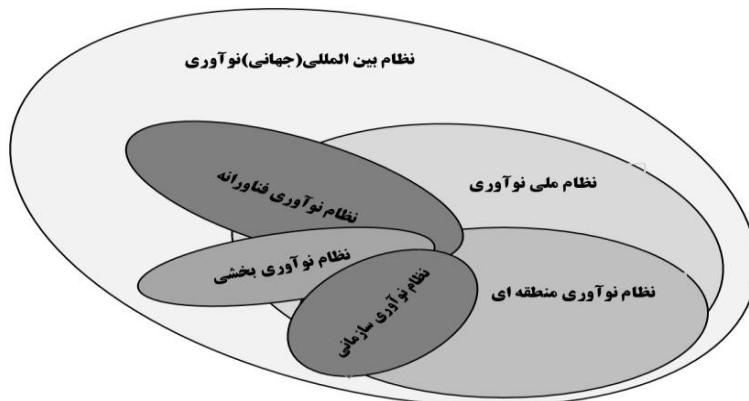 نظام بین المللی(جهانی)نوآوری
نظام ملی نوآوری
نظام نوآوری فناورانه
نظام نوآوری بخشی
نظام نوآوری منطقه ای
نظام نوآوری سازمانی